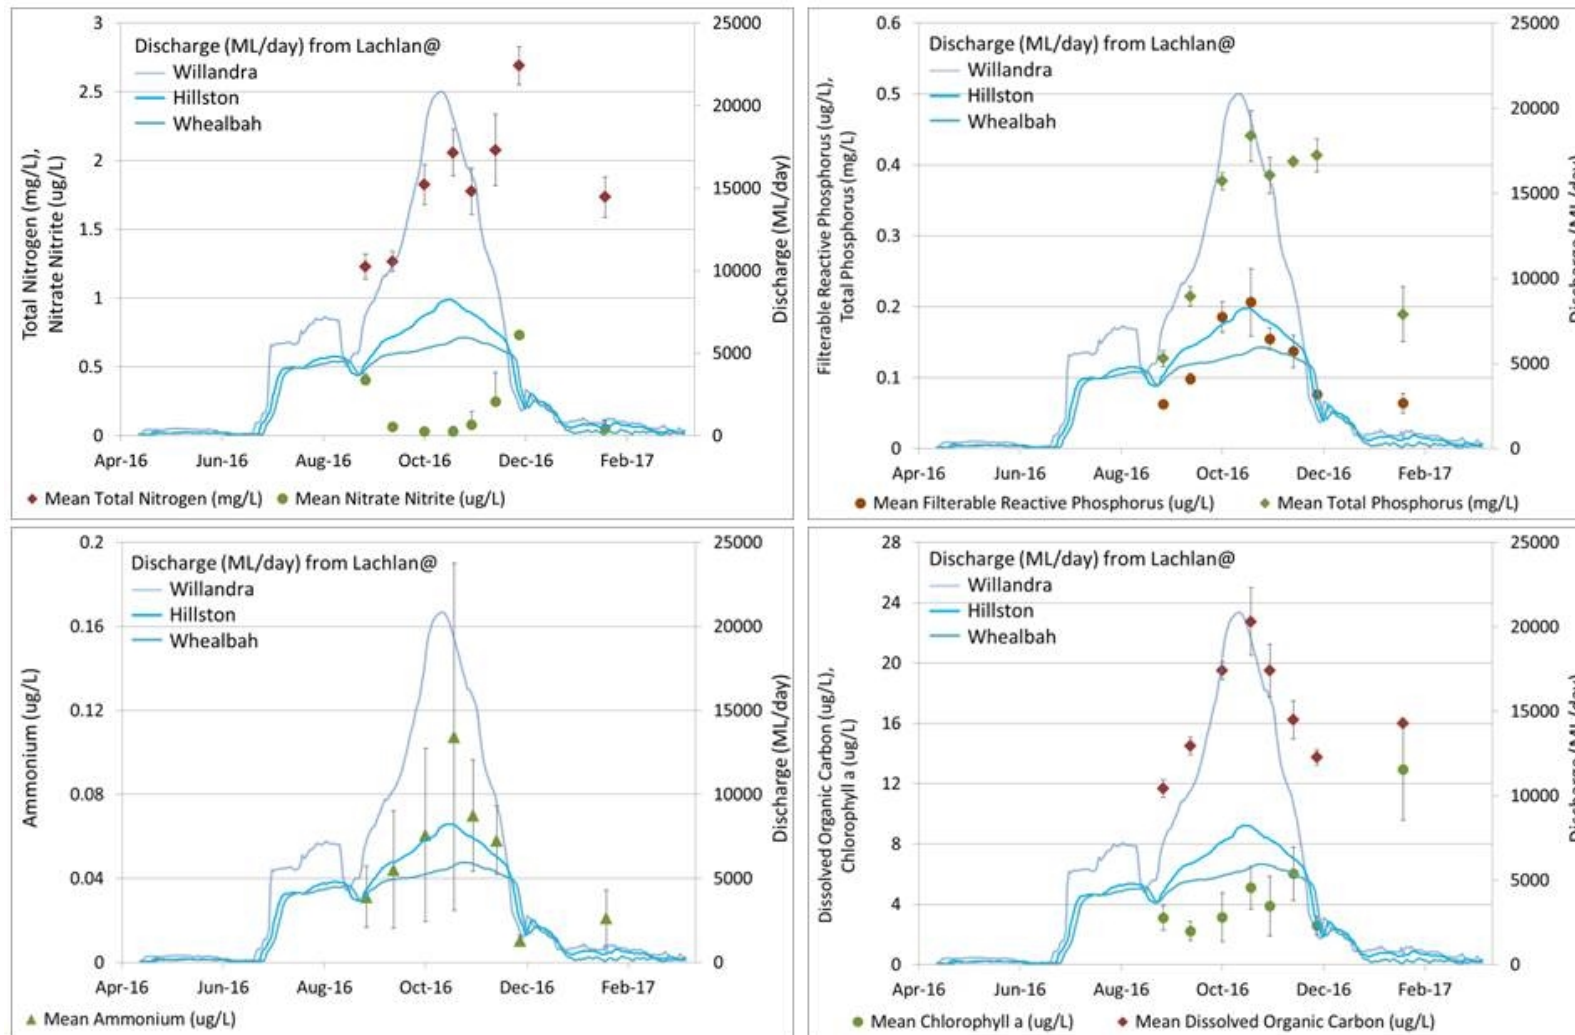 Total Nitrogen (mg/L),
Nitrate Nitrite (ug/L)
3
2.5
2
1.5
1
0.5
0
Discharge (ML/day) from Lachlan@
Willandra
Hillston
Whealbah
25000
20000
15000
10000
5000
0
Discharge (ML/day)
Apr-16 Jun-16 Aug-16 Oct-16 Dec-16 Feb-17
Mean Total Nitrogen (mg/L) Mean Nitrate Nitrite (ug/L)
Filterable Reactive Phosphorus (ug/L),
Total Phosphorus (mg/L)
0.6
0.5
0.4
0.3
0.2
0.1
0
Discharge (ML/day) from Lachlan@
Willandra
Hillston
Whealbah
25000
20000
15000
10000
5000
0
Discharge (ML/day)
Apr-16 Jun-16 Aug-16 Oct-16 Dec-16 Feb-17
Mean Filterable Reactive Phosphorus (ug/L) Mean Total Phosphorus (mg/L)
Ammonium (ug/L)
0.2
0.16
0.12
0.08
0.04
0
Discharge (ML/day) from Lachlan@
Willandra
Hillston
Whealbah
25000
20000
15000
10000
5000
0
Discharge (ML/day)
Apr-16 Jun-16 Aug-16 Oct-16 Dec-16 Feb-17
Mean Ammonium (ug/L)
Dissolved Organic Carbon (ug/L),
Chlorophyll a (ug/L)
28
24
20
16
12
8
4
0
Discharge (ML/day) from Lachlan@
Willandra
Hillston
Whealbah
25000
20000
15000
10000
5000
0
Discharge (ML/day)
Apr-16 Jun-16 Aug-16 Oct-16 Dec-16 Feb-17
Mean Chlorophyll a (ug/L) Mean Dissolved Organic Carbon (ug/L)